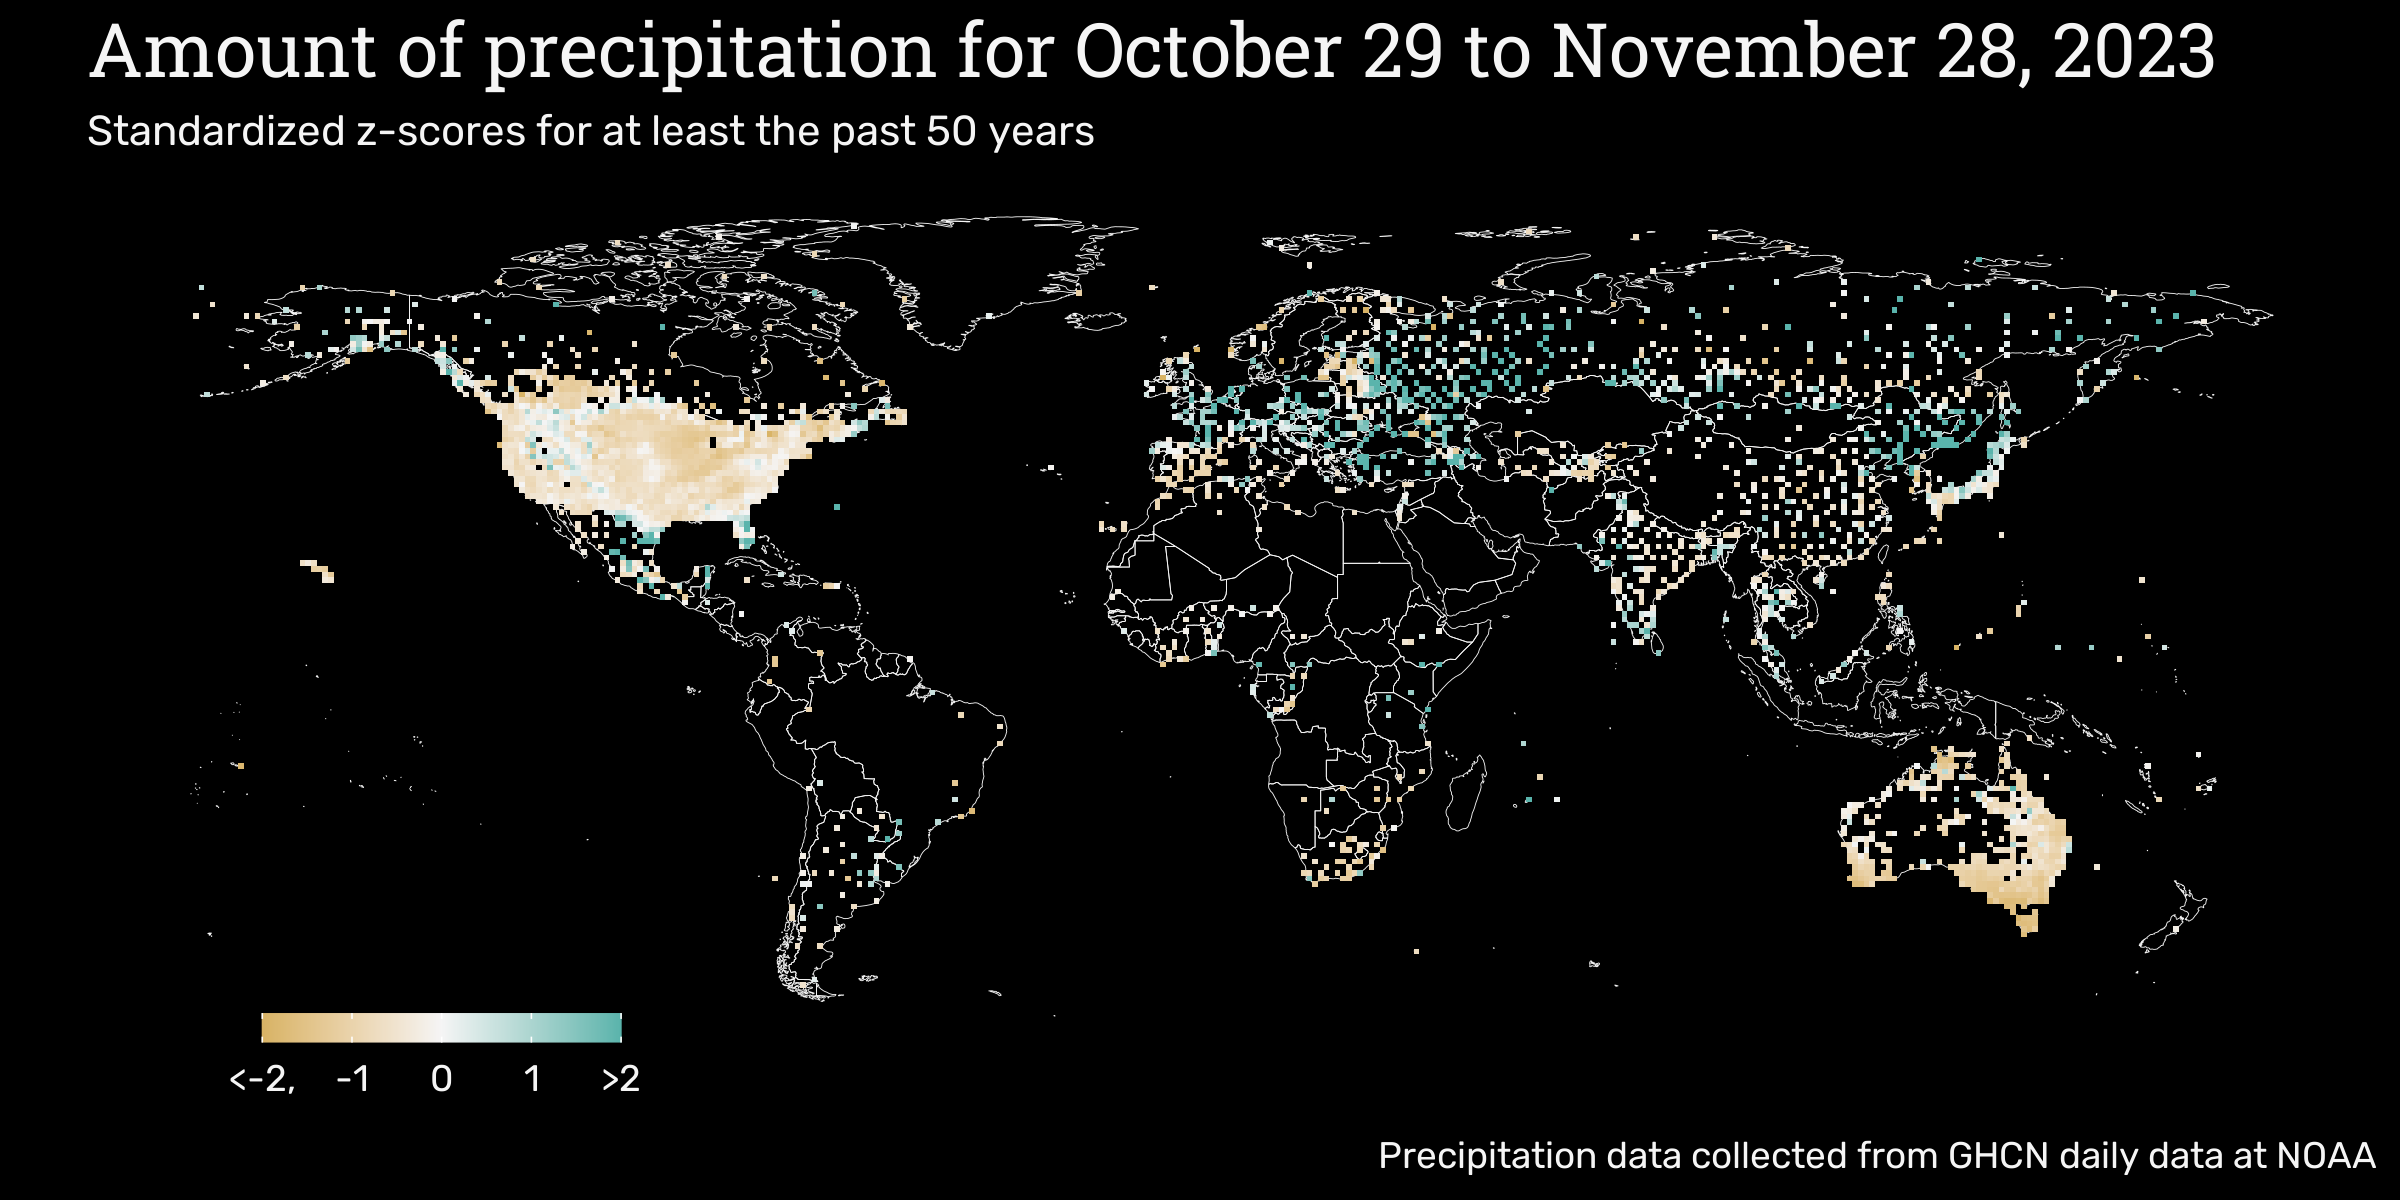 Amount of precipitation for October 29 to November 28, 2023
Standardized z-scores for at least the past 50 years
<-2, -1 0 1 >2
Precipitation data collected from GHCN daily data at NOAA